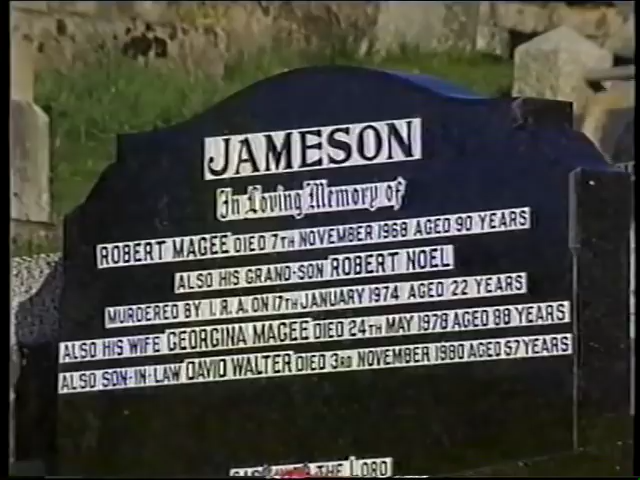 JAMESON
In Loving Memory of
ROBERT MAGEE DIED 7TH NOVEMBER 1968 AGED 90 YEARS
ALSO HIS GRAND-SON ROBERT NOEL
MURDERED BY I.R.A. ON 17TH JANUARY 1974 AGED 22 YEARS
ALSO HIS WIFE GEORGINA MAGEE DIED 24TH MAY 1978 AGED 88 YEARS
ALSO SON-IN-LAW DAVID WALTER DIED 3RD NOVEMBER 1980 AGED 57 YEARS
THE LORD